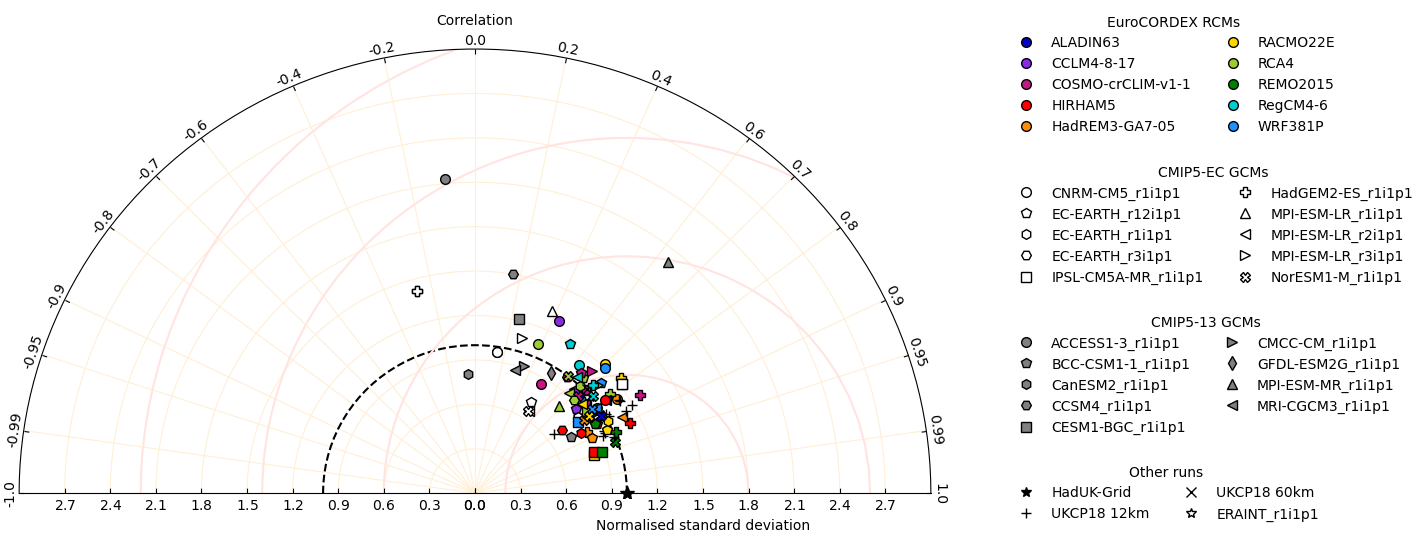 Correlation
-1.0
-0.99
-0.95
-0.9
-0.8
-0.7
-0.6
-0.4
-0.2
0.0
0.2
0.4
0.6
0.7
0.8
0.9
0.95
0.99
1.0
2.7 2.4 2.1 1.8 1.5 1.2 0.9 0.6 0.3 0.0 0.3 0.6 0.9 1.2 1.5 1.8 2.1 2.4 2.7
Normalised standard deviation
EuroCORDEX RCMs
ALADIN63 RACMO22E
CCLM4-8-17 RCA4
COSMO-crCLIM-v1-1 REMO2015
HIRHAM5 RegCM4-6
HadREM3-GA7-05 WRF381P
CMIP5-EC GCMs
CNRM-CM5_r1i1p1 HadGEM2-ES_r1i1p1
EC-EARTH_r12i1p1 MPI-ESM-LR_r1i1p1
EC-EARTH_r1i1p1 MPI-ESM-LR_r2i1p1
EC-EARTH_r3i1p1 MPI-ESM-LR_r3i1p1
IPSL-CM5A-MR_r1i1p1 NorESM1-M_r1i1p1
CMIP5-13 GCMs
ACCESS1-3_r1i1p1 CMCC-CM_r1i1p1
BCC-CSM1-1_r1i1p1 GFDL-ESM2G_r1i1p1
CanESM2_r1i1p1 MPI-ESM-MR_r1i1p1
CCSM4_r1i1p1 MRI-CGCM3_r1i1p1
CESM1-BGC_r1i1p1
Other runs
HadUK-Grid UKCP18 60km
UKCP18 12km ERAINT_r1i1p1